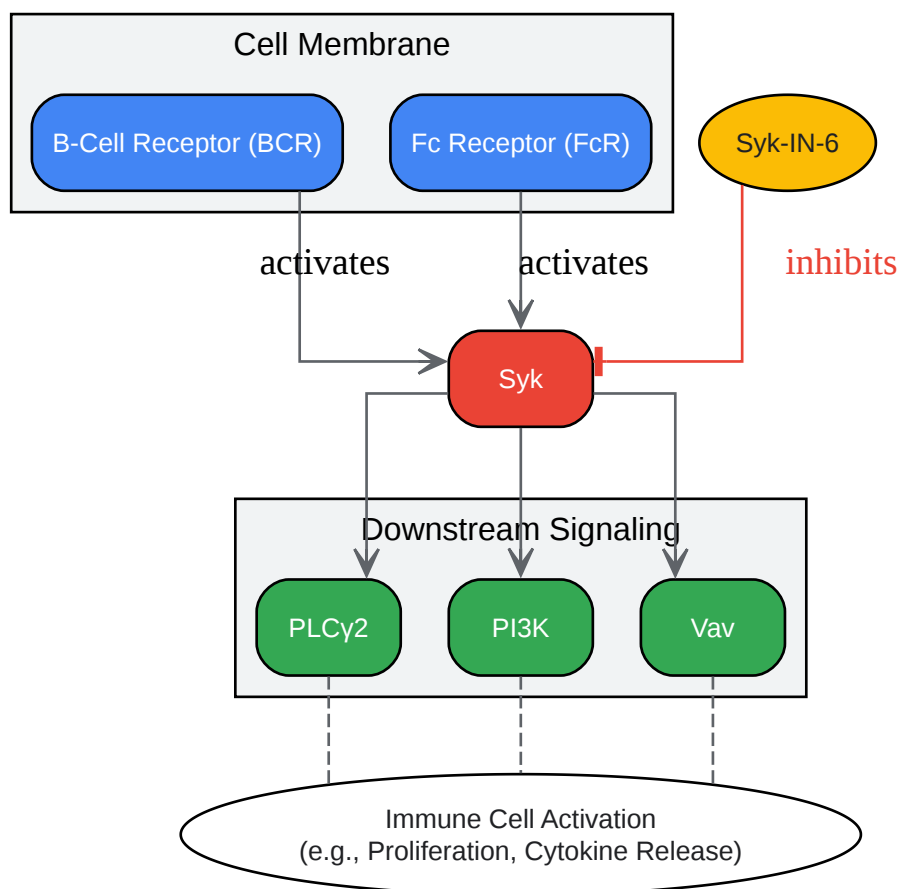 Cell Membrane
B-Cell Receptor (BCR)
Fc Receptor (FcR)
Syk-IN-6
activates
activates
inhibits
Syk
Downstream Signaling
PLCγ2
PI3K
Vav
Immune Cell Activation
(e.g., Proliferation, Cytokine Release)